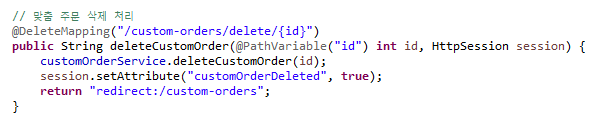 // 맞춤 주문 삭제 처리
@DeleteMapping("/custom-orders/delete/{id}")
public String deleteCustomOrder(@PathVariable("id") int id, HttpSession session) {
    customOrderService.deleteCustomOrder(id);
    session.setAttribute("customOrderDeleted", true);
    return "redirect:/custom-orders";
}